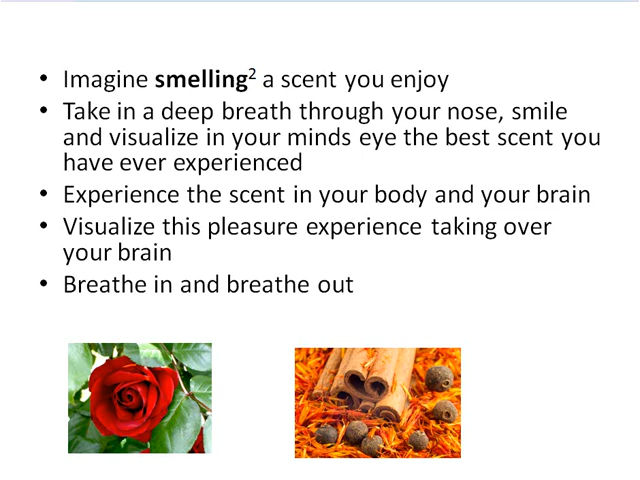 • Imagine smelling² a scent you enjoy
• Take in a deep breath through your nose, smile
and visualize in your minds eye the best scent you
have ever experienced
• Experience the scent in your body and your brain
• Visualize this pleasure experience taking over
your brain
• Breathe in and breathe out